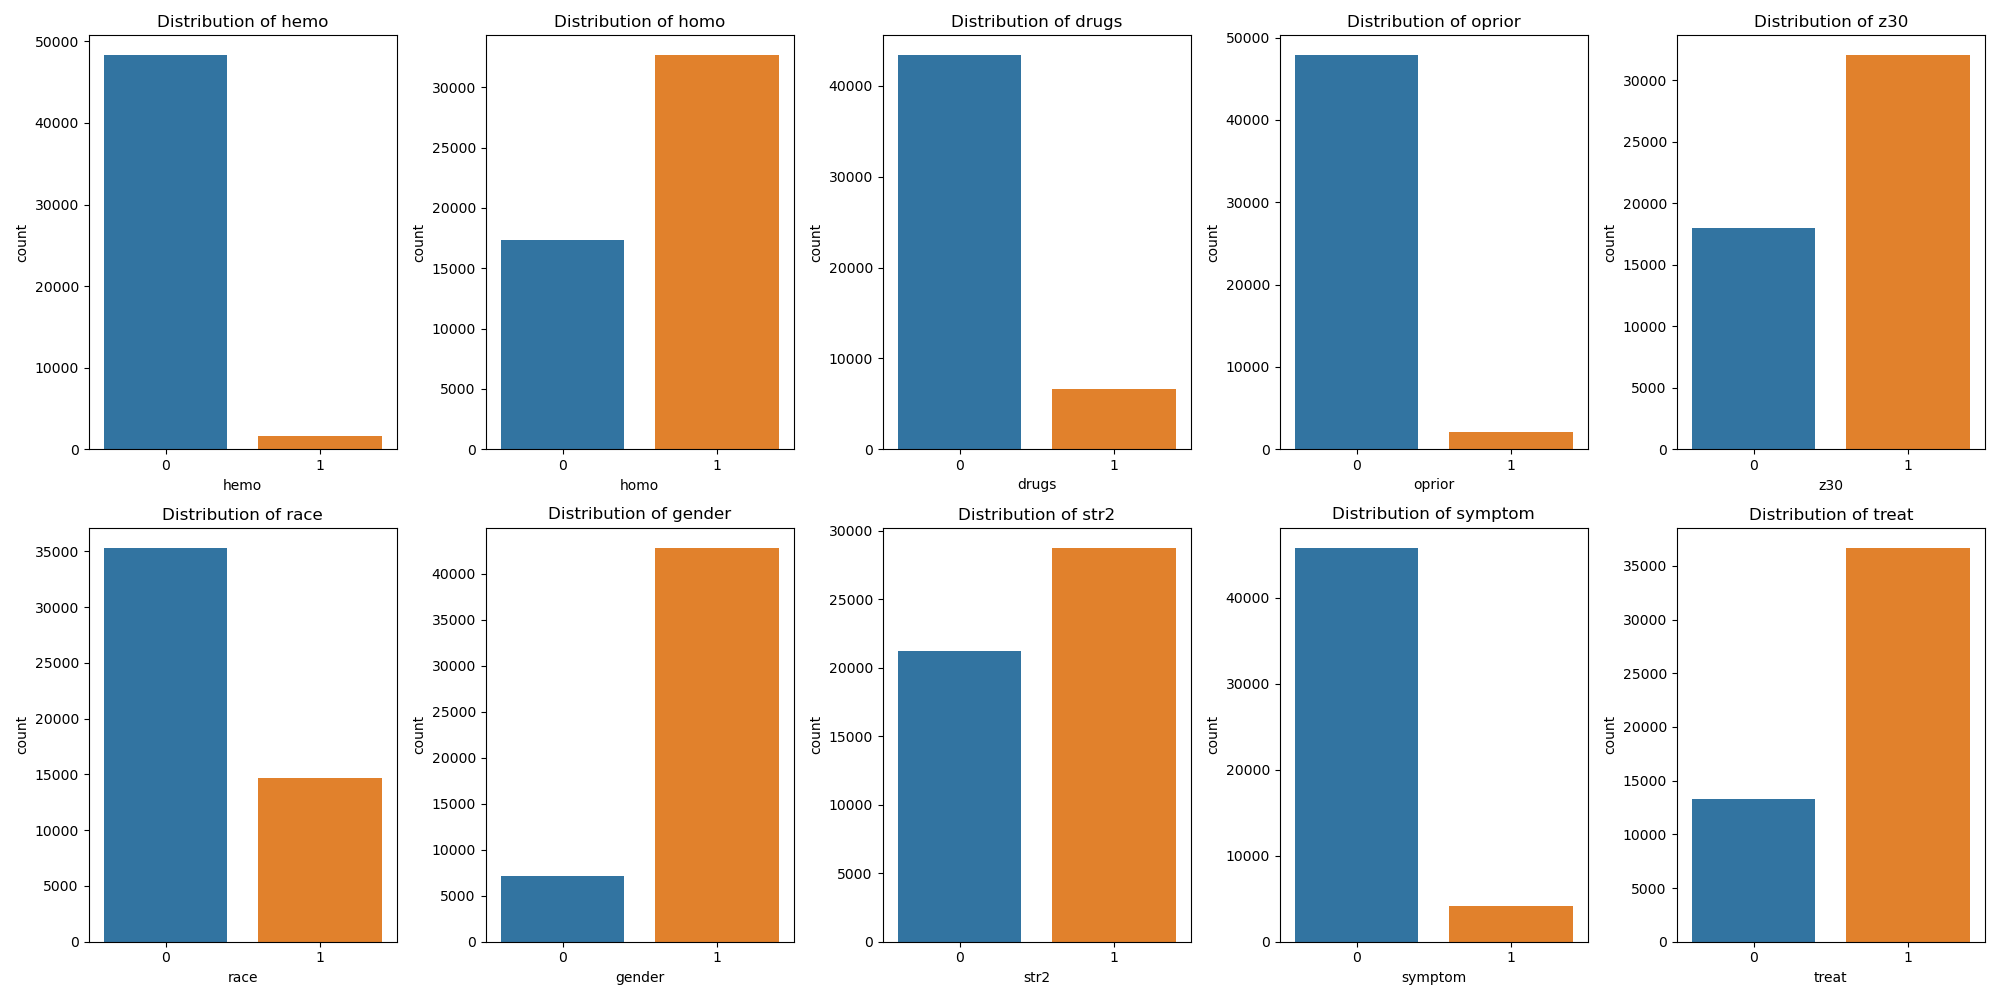 Distribution of hemo
50000
40000
30000
20000
10000
0
count
0 1
hemo
Distribution of homo
30000
25000
20000
15000
10000
5000
0
count
0 1
homo
Distribution of drugs
40000
30000
20000
10000
0
count
0 1
drugs
Distribution of oprior
50000
40000
30000
20000
10000
0
count
0 1
oprior
Distribution of z30
30000
25000
20000
15000
10000
5000
0
count
0 1
z30
Distribution of race
35000
30000
25000
20000
15000
10000
5000
0
count
0 1
race
Distribution of gender
40000
35000
30000
25000
20000
15000
10000
5000
0
count
0 1
gender
Distribution of str2
30000
25000
20000
15000
10000
5000
0
count
0 1
str2
Distribution of symptom
40000
30000
20000
10000
0
count
0 1
symptom
Distribution of treat
35000
30000
25000
20000
15000
10000
5000
0
count
0 1
treat